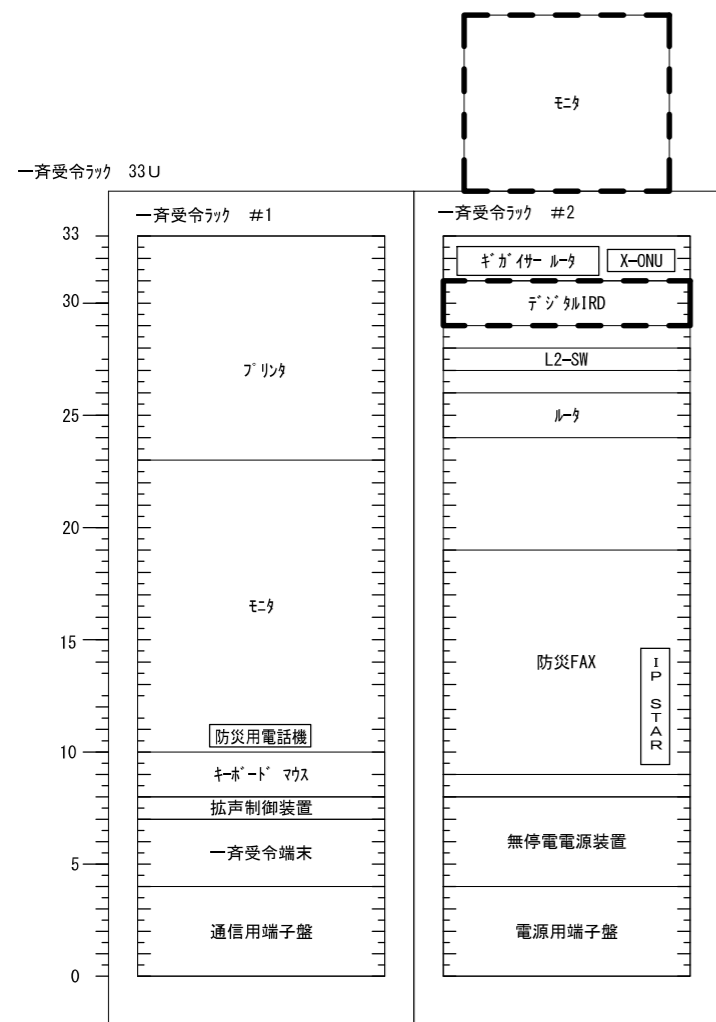 ﾓﾆﾀ
一斉受令ﾗｯｸ 33U
一斉受令ﾗｯｸ #1
一斉受令ﾗｯｸ #2
33
30
25
20
15
10
5
0
ﾌﾟﾘﾝﾀ
ﾓﾆﾀ
防災用電話機
ｷｰﾎﾞｰﾄﾞ ﾏｳｽ
拡声制御装置
一斉受令端末
通信用端子盤
ｷﾞｶﾞｲｻｰ ﾙｰﾀ
X-ONU
ﾃﾞｼﾞﾀﾙIRD
L2-SW
ﾙｰﾀ
防災FAX
IP STAR
無停電電源装置
電源用端子盤